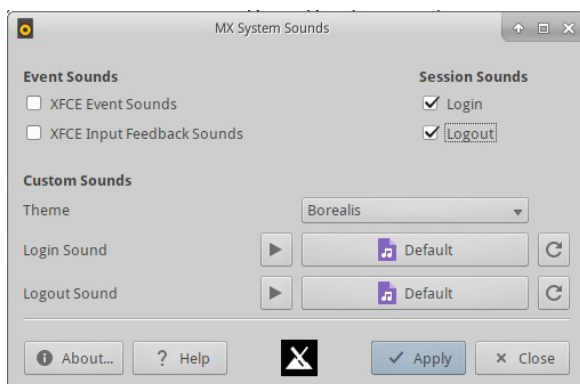 MX System Sounds
Event Sounds
Session Sounds
XFCE Event Sounds
Login
XFCE Input Feedback Sounds
Logout
Custom Sounds
Theme
Borealis
Login Sound
Default
Logout Sound
Default
About...
? Help
Apply
Close